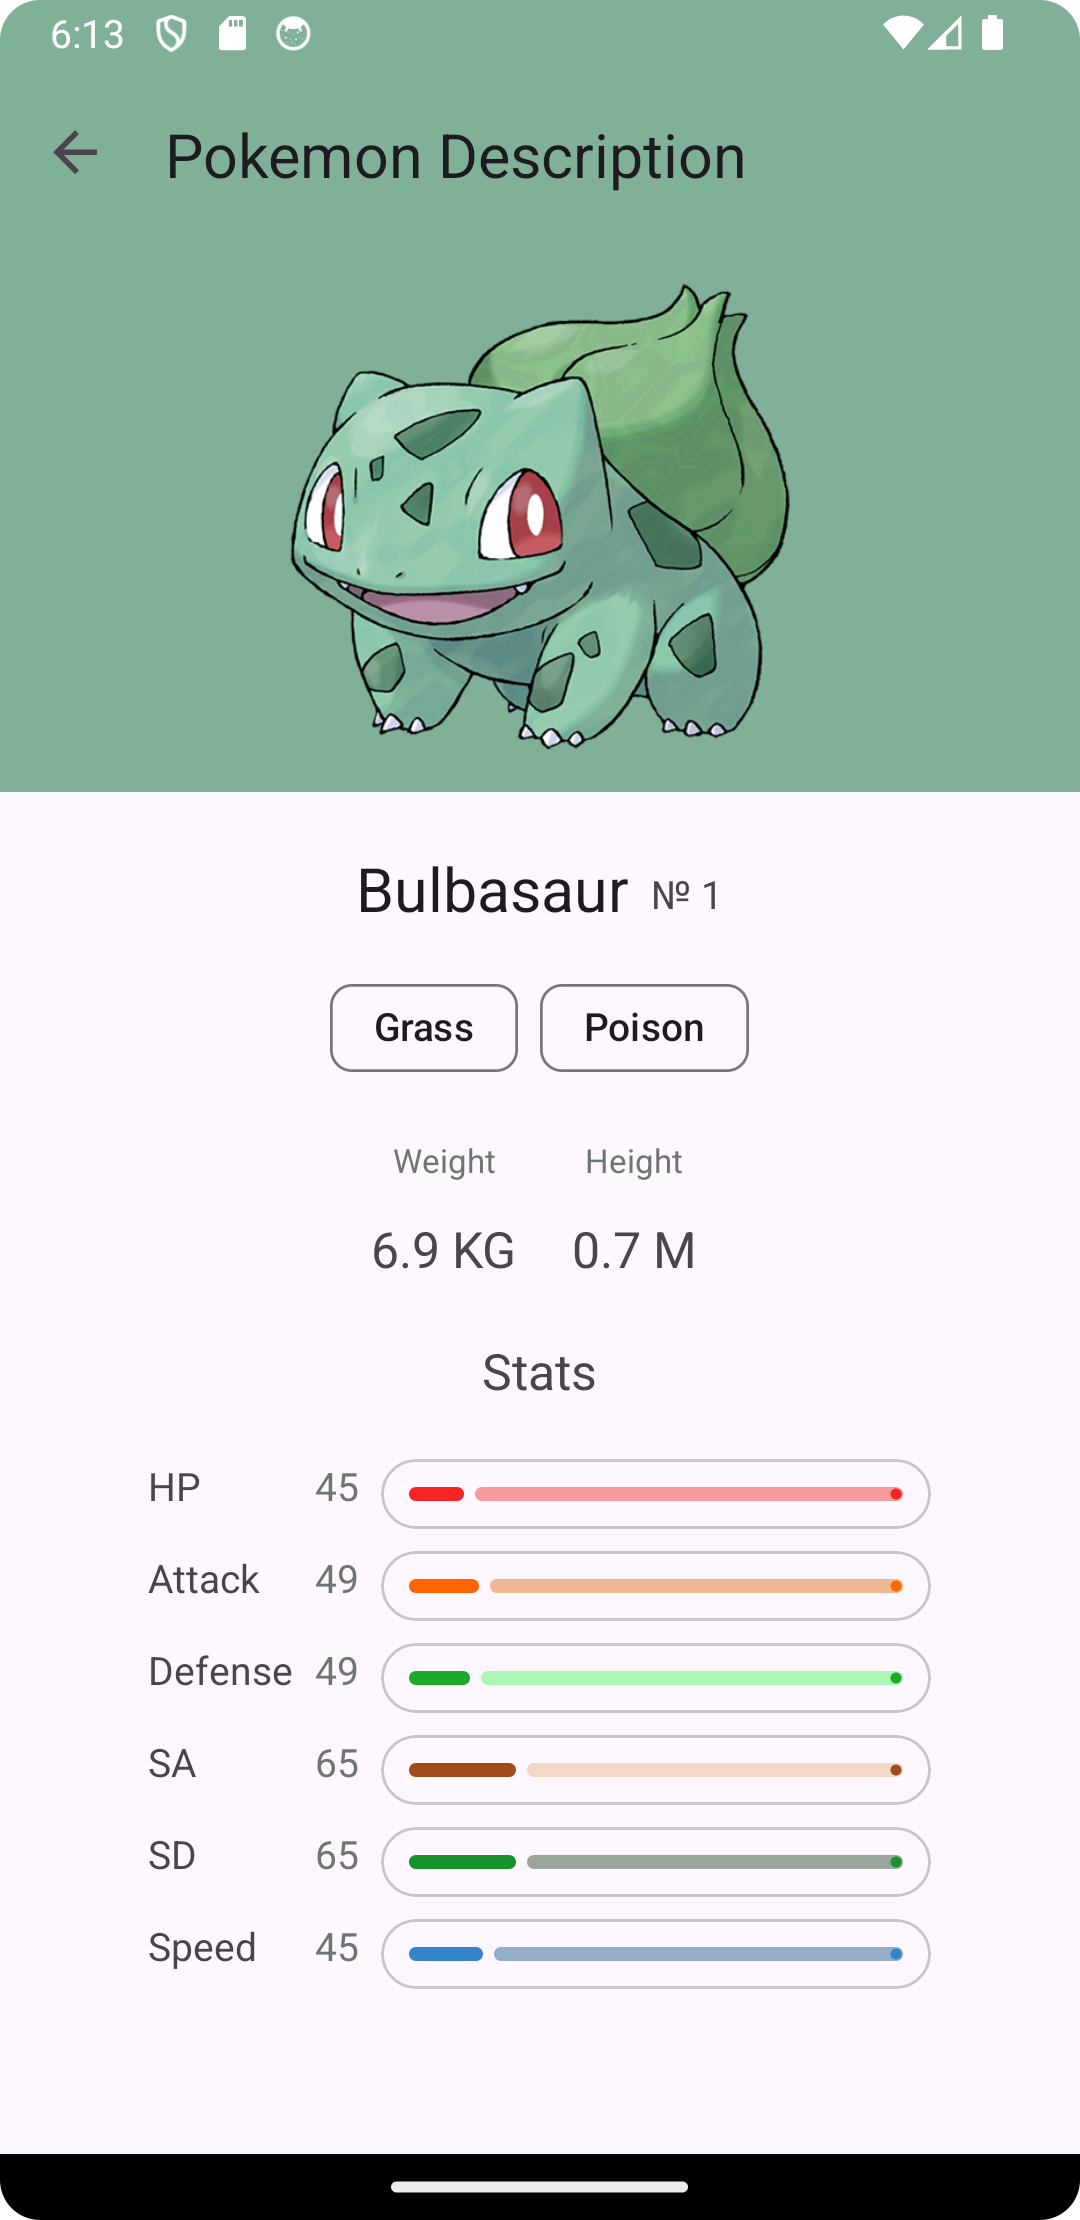 6:13
Pokemon Description
Bulbasaur № 1
Grass Poison
Weight Height
6.9 KG 0.7 M
Stats
HP 45
Attack 49
Defense 49
SA 65
SD 65
Speed 45